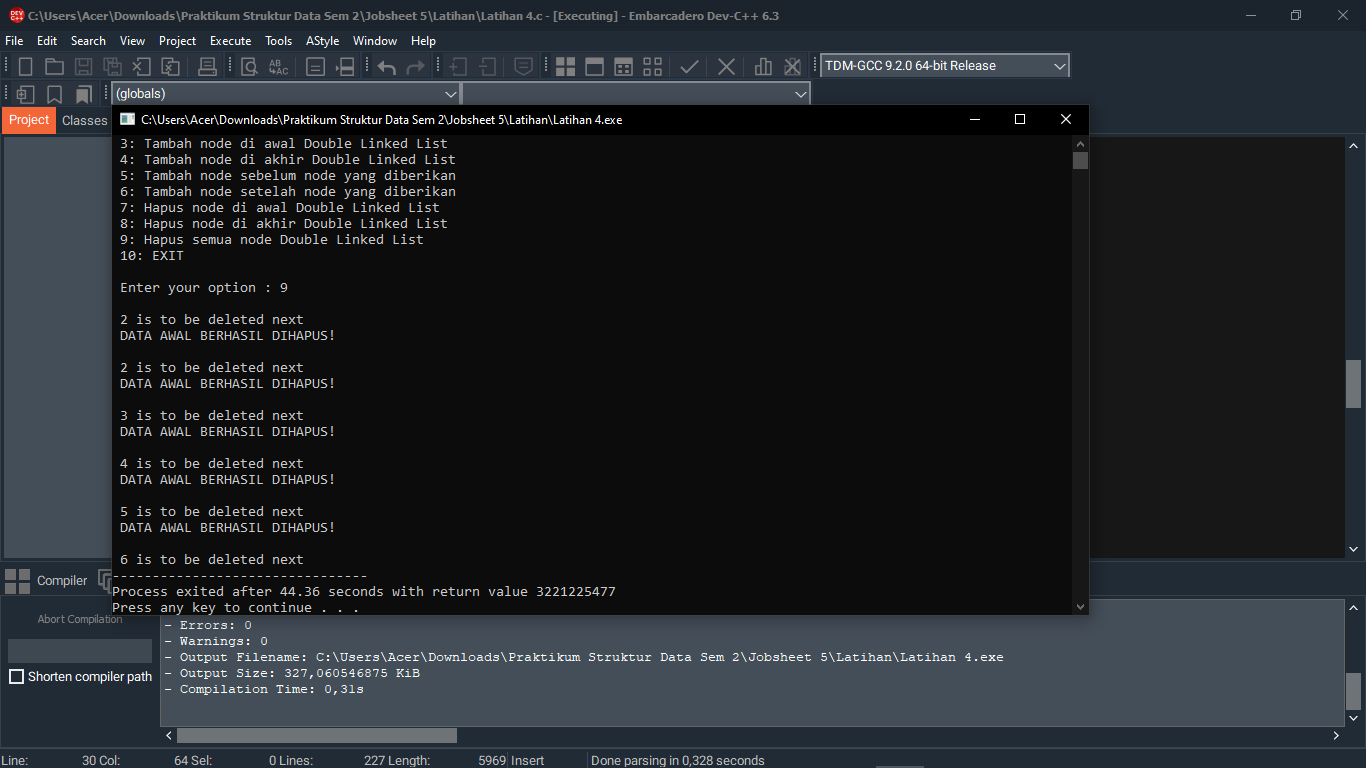 C:\Users\Acer\Downloads\Praktikum Struktur Data Sem 2\Jobsheet 5\Latihan\Latihan 4.c - [Executing] - Embarcadero Dev-C++ 6.3
File Edit Search View Project Execute Tools AStyle Window Help
TDM-GCC 9.2.0 64-bit Release
(globals)
Project Classes
C:\Users\Acer\Downloads\Praktikum Struktur Data Sem 2\Jobsheet 5\Latihan\Latihan 4.exe
3: Tambah node di awal Double Linked List
4: Tambah node di akhir Double Linked List
5: Tambah node sebelum node yang diberikan
6: Tambah node setelah node yang diberikan
7: Hapus node di awal Double Linked List
8: Hapus node di akhir Double Linked List
9: Hapus semua node Double Linked List
10: EXIT
Enter your option : 9
2 is to be deleted next
DATA AWAL BERHASIL DIHAPUS!
2 is to be deleted next
DATA AWAL BERHASIL DIHAPUS!
3 is to be deleted next
DATA AWAL BERHASIL DIHAPUS!
4 is to be deleted next
DATA AWAL BERHASIL DIHAPUS!
5 is to be deleted next
DATA AWAL BERHASIL DIHAPUS!
6 is to be deleted next
--------------------------------
Process exited after 44.36 seconds with return value 3221225477
Press any key to continue . . .
Compiler
Abort Compilation
Shorten compiler path
- Errors: 0
- Warnings: 0
- Output Filename: C:\Users\Acer\Downloads\Praktikum Struktur Data Sem 2\Jobsheet 5\Latihan\Latihan 4.exe
- Output Size: 327,060546875 KiB
- Compilation Time: 0,31s
Line: 30 Col: 64 Sel: 0 Lines: 227 Length: 5969 Insert Done parsing in 0,328 seconds